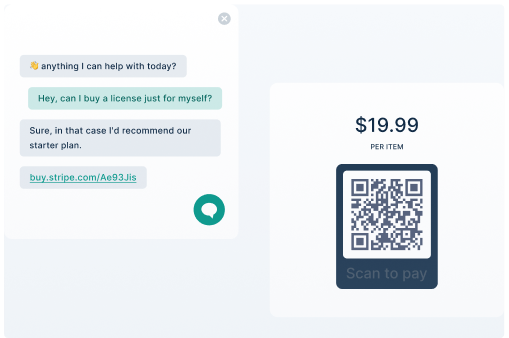 👋 anything I can help with today?
Hey, can I buy a license just for myself?
Sure, in that case I'd recommend our
starter plan.
buy.stripe.com/Ae93Jis
$19.99
PER ITEM
Scan to pay